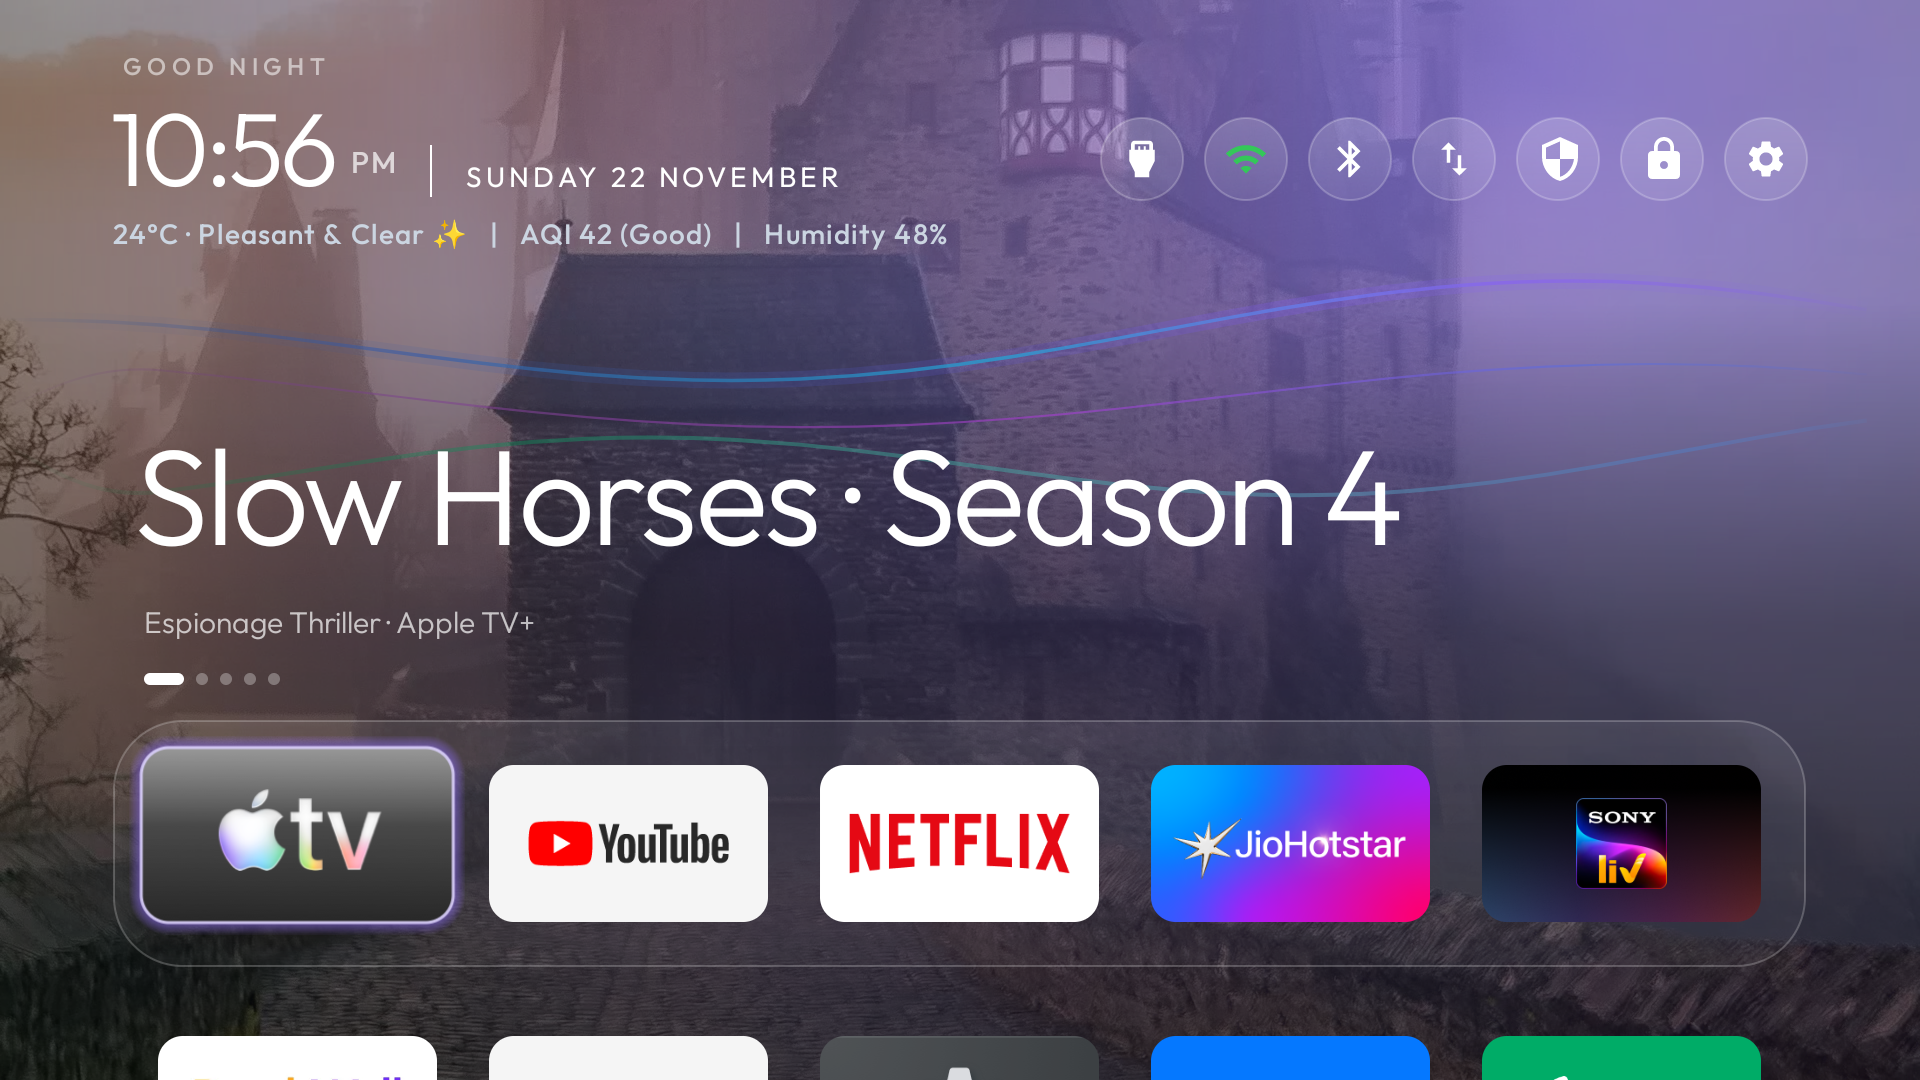 GOOD NIGHT
10:56 PM | SUNDAY 22 NOVEMBER
24°C · Pleasant & Clear ✨ | AQI 42 (Good) | Humidity 48%
Slow Horses · Season 4
Espionage Thriller · Apple TV+
tv
YouTube
NETFLIX
JioHotstar
SONY
liv